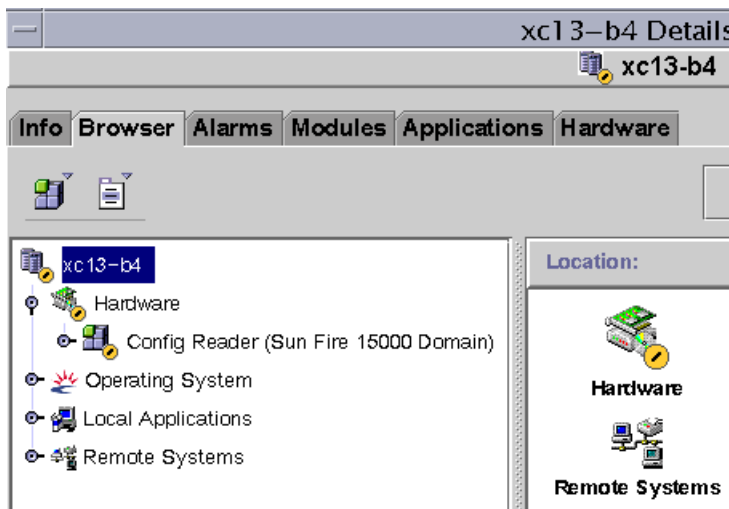 xc13-b4 Details
xc13-b4
Info Browser Alarms Modules Applications Hardware
xc13-b4
Hardware
Config Reader (Sun Fire 15000 Domain)
Operating System
Local Applications
Remote Systems
Location:
Hardware
Remote Systems